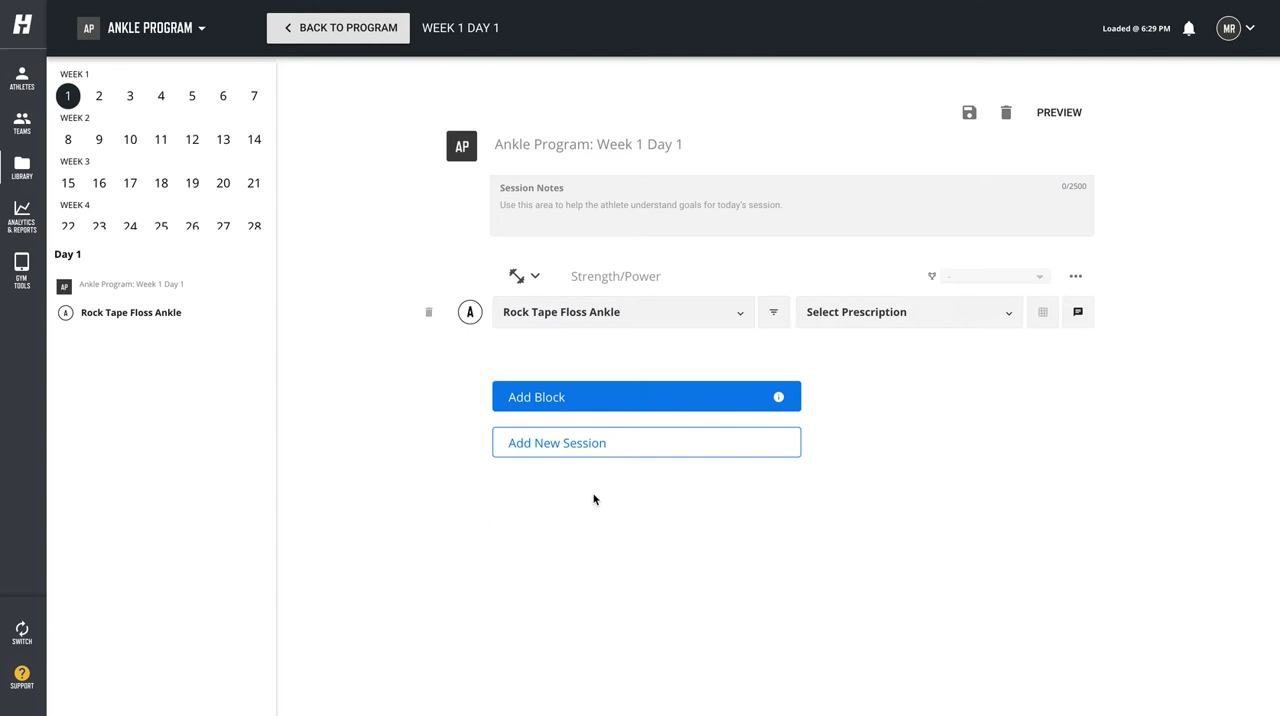 H
AP ANKLE PROGRAM
BACK TO PROGRAM
WEEK 1 DAY 1
Loaded @ 6:29 PM
MR
ATHLETES
TEAMS
LIBRARY
ANALYTICS
& REPORTS
GYM
TOOLS
SWITCH
?
SUPPORT
WEEK 1
1 2 3 4 5 6 7
WEEK 2
8 9 10 11 12 13 14
WEEK 3
15 16 17 18 19 20 21
WEEK 4
22 23 24 25 26 27 28
Day 1
AP Ankle Program: Week 1 Day 1
A Rock Tape Floss Ankle
PREVIEW
AP Ankle Program: Week 1 Day 1
Session Notes 0/2500
Use this area to help the athlete understand goals for today's session.
Strength/Power -
A Rock Tape Floss Ankle Select Prescription
Add Block
Add New Session